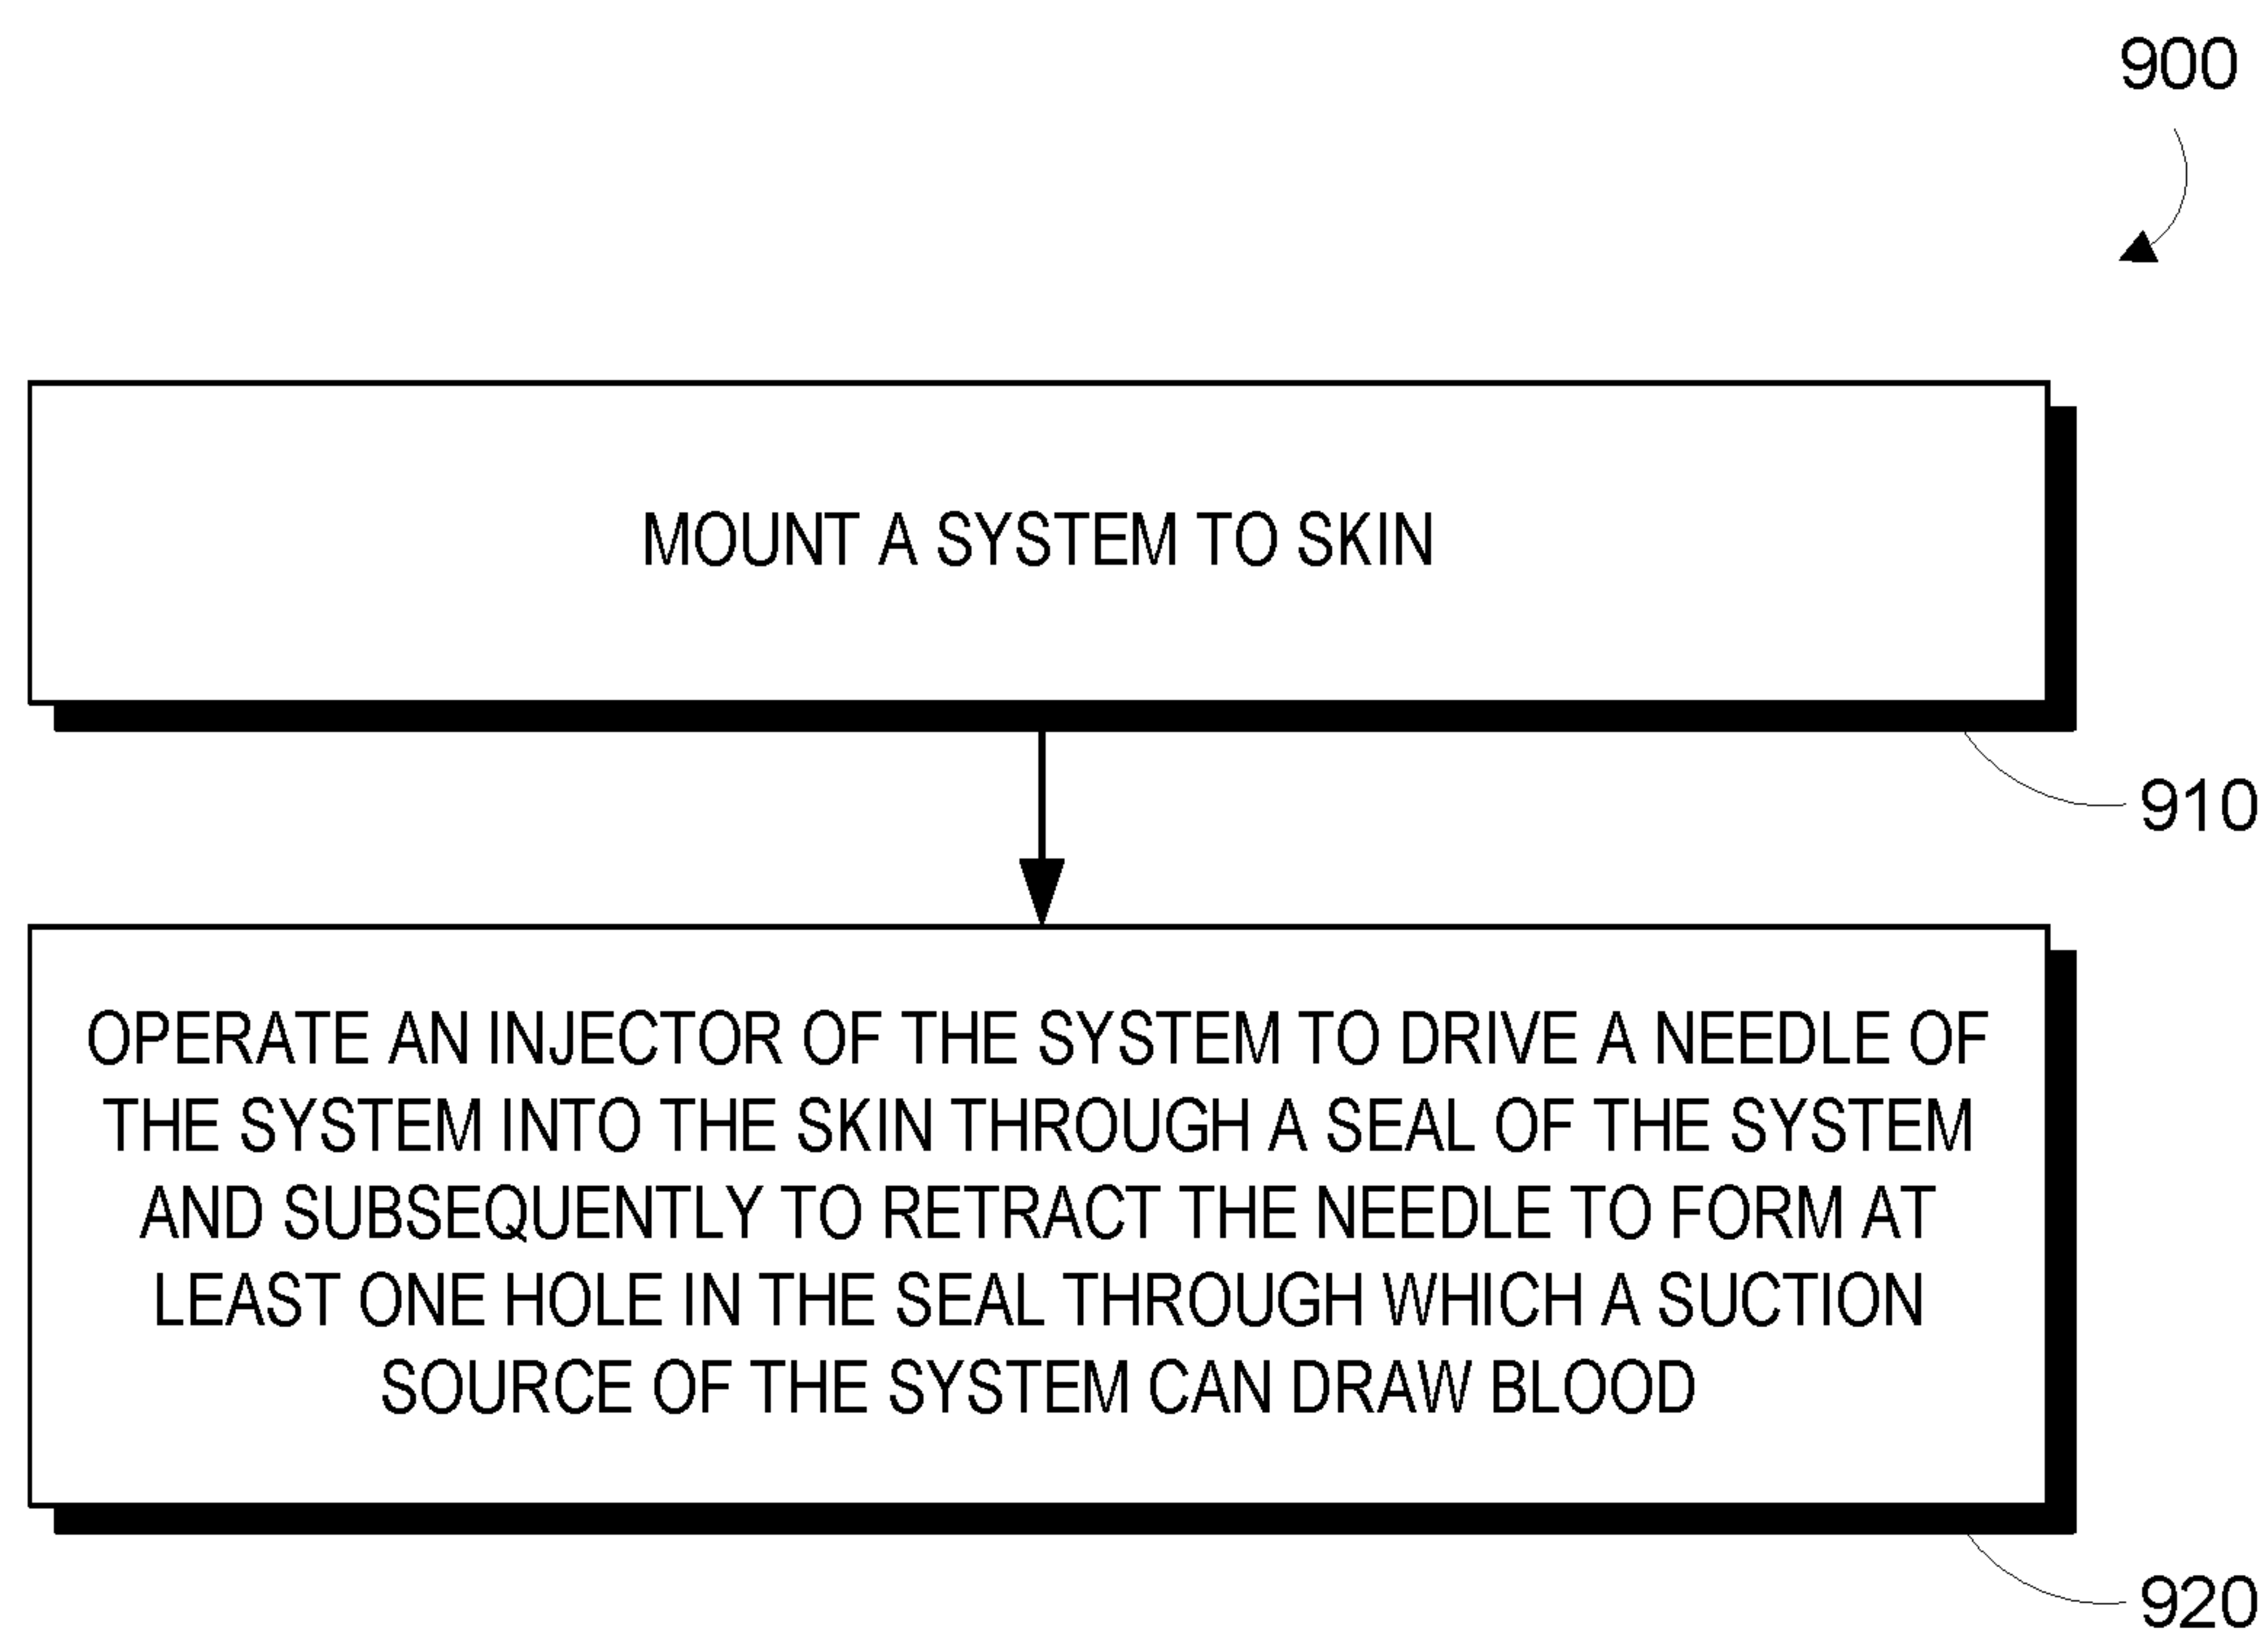 900
MOUNT A SYSTEM TO SKIN
910
OPERATE AN INJECTOR OF THE SYSTEM TO DRIVE A NEEDLE OF
THE SYSTEM INTO THE SKIN THROUGH A SEAL OF THE SYSTEM
AND SUBSEQUENTLY TO RETRACT THE NEEDLE TO FORM AT
LEAST ONE HOLE IN THE SEAL THROUGH WHICH A SUCTION
SOURCE OF THE SYSTEM CAN DRAW BLOOD
920